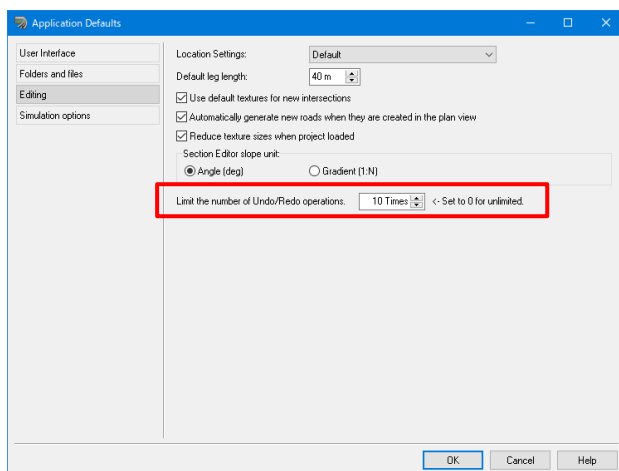 Application Defaults
User Interface
Folders and files
Editing
Simulation options
Location Settings: Default
Default leg length: 40 m
Use default textures for new intersections
Automatically generate new roads when they are created in the plan view
Reduce texture sizes when project loaded
Section Editor slope unit:
Angle (deg) Gradient (1:N)
Limit the number of Undo/Redo operations. 10 Times <- Set to 0 for unlimited.
OK Cancel Help